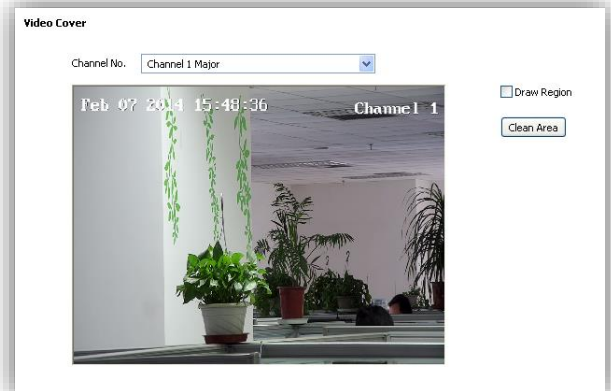 Video Cover
Channel No. Channel 1 Major
Feb 07 2014 15:48:36 Channel 1
Draw Region
Clean Area